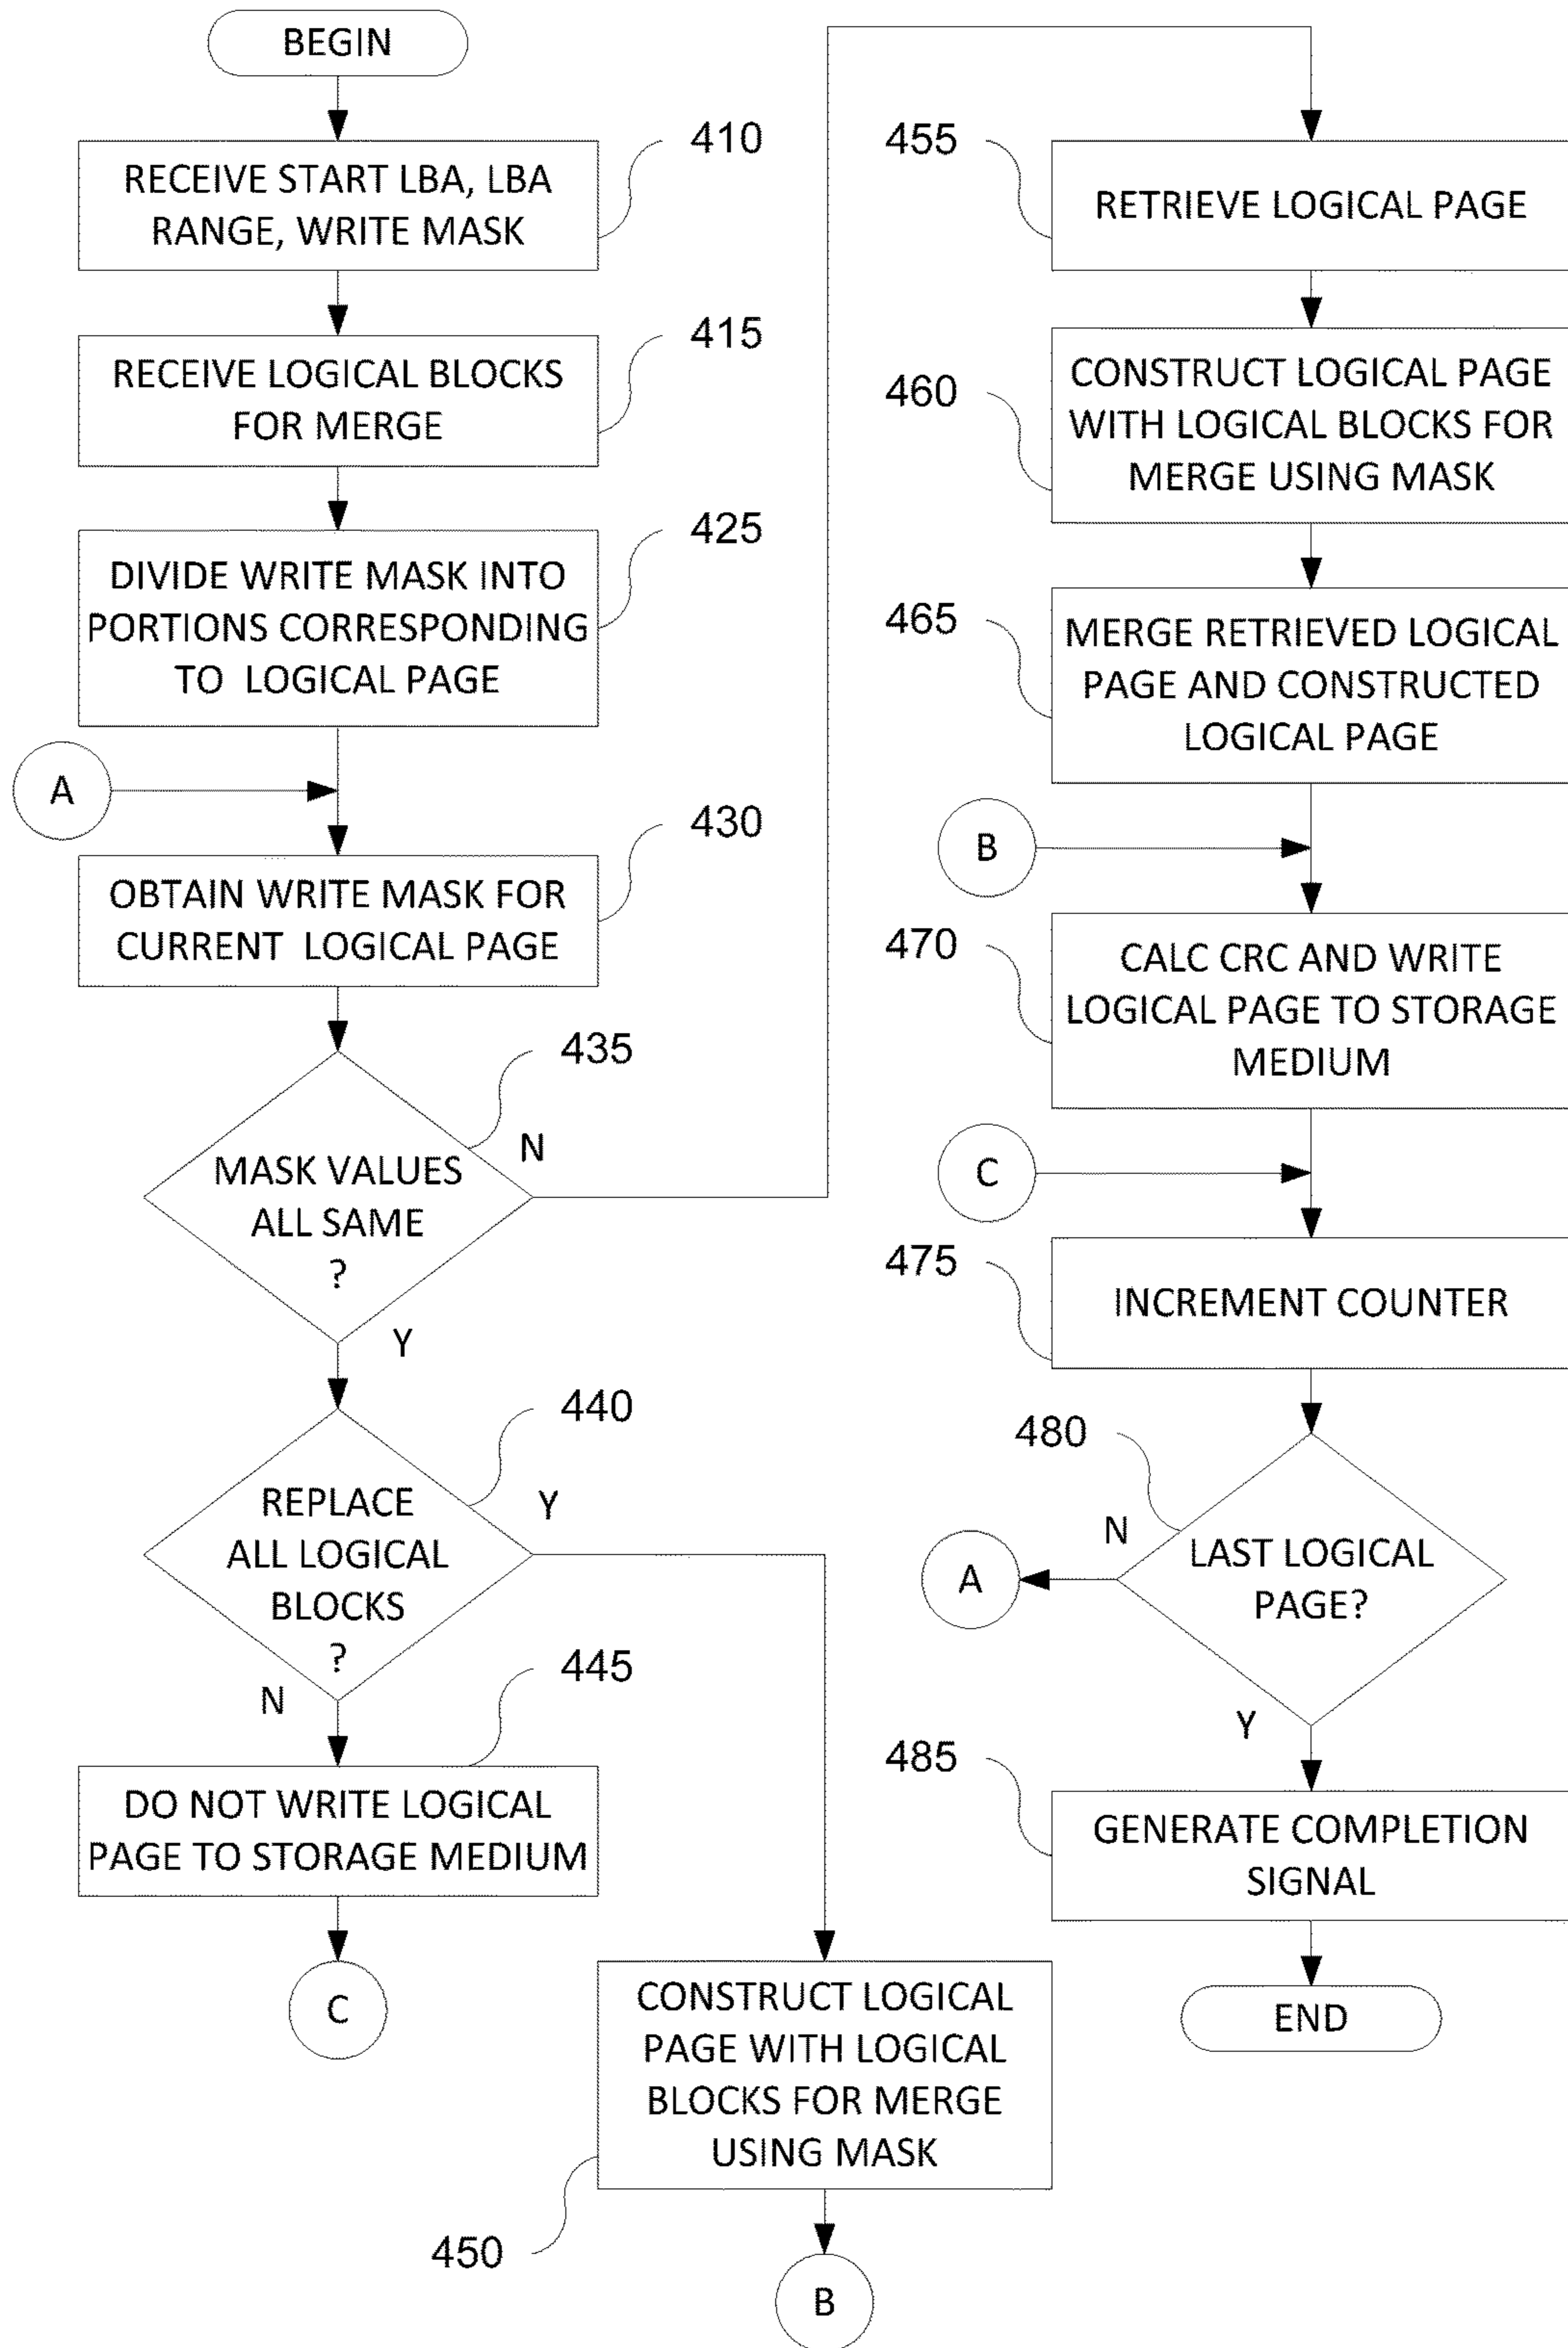 BEGIN
410
RECEIVE START LBA, LBA
RANGE, WRITE MASK
415
RECEIVE LOGICAL BLOCKS
FOR MERGE
425
DIVIDE WRITE MASK INTO
PORTIONS CORRESPONDING
TO LOGICAL PAGE
A
430
OBTAIN WRITE MASK FOR
CURRENT LOGICAL PAGE
435
MASK VALUES
ALL SAME
?
N
Y
440
REPLACE
ALL LOGICAL
BLOCKS
?
Y
N
445
DO NOT WRITE LOGICAL
PAGE TO STORAGE MEDIUM
C
CONSTRUCT LOGICAL
PAGE WITH LOGICAL
BLOCKS FOR MERGE
USING MASK
450
B
455
RETRIEVE LOGICAL PAGE
460
CONSTRUCT LOGICAL PAGE
WITH LOGICAL BLOCKS FOR
MERGE USING MASK
465
MERGE RETRIEVED LOGICAL
PAGE AND CONSTRUCTED
LOGICAL PAGE
B
470
CALC CRC AND WRITE
LOGICAL PAGE TO STORAGE
MEDIUM
C
475
INCREMENT COUNTER
480
LAST LOGICAL
PAGE?
N
A
Y
485
GENERATE COMPLETION
SIGNAL
END